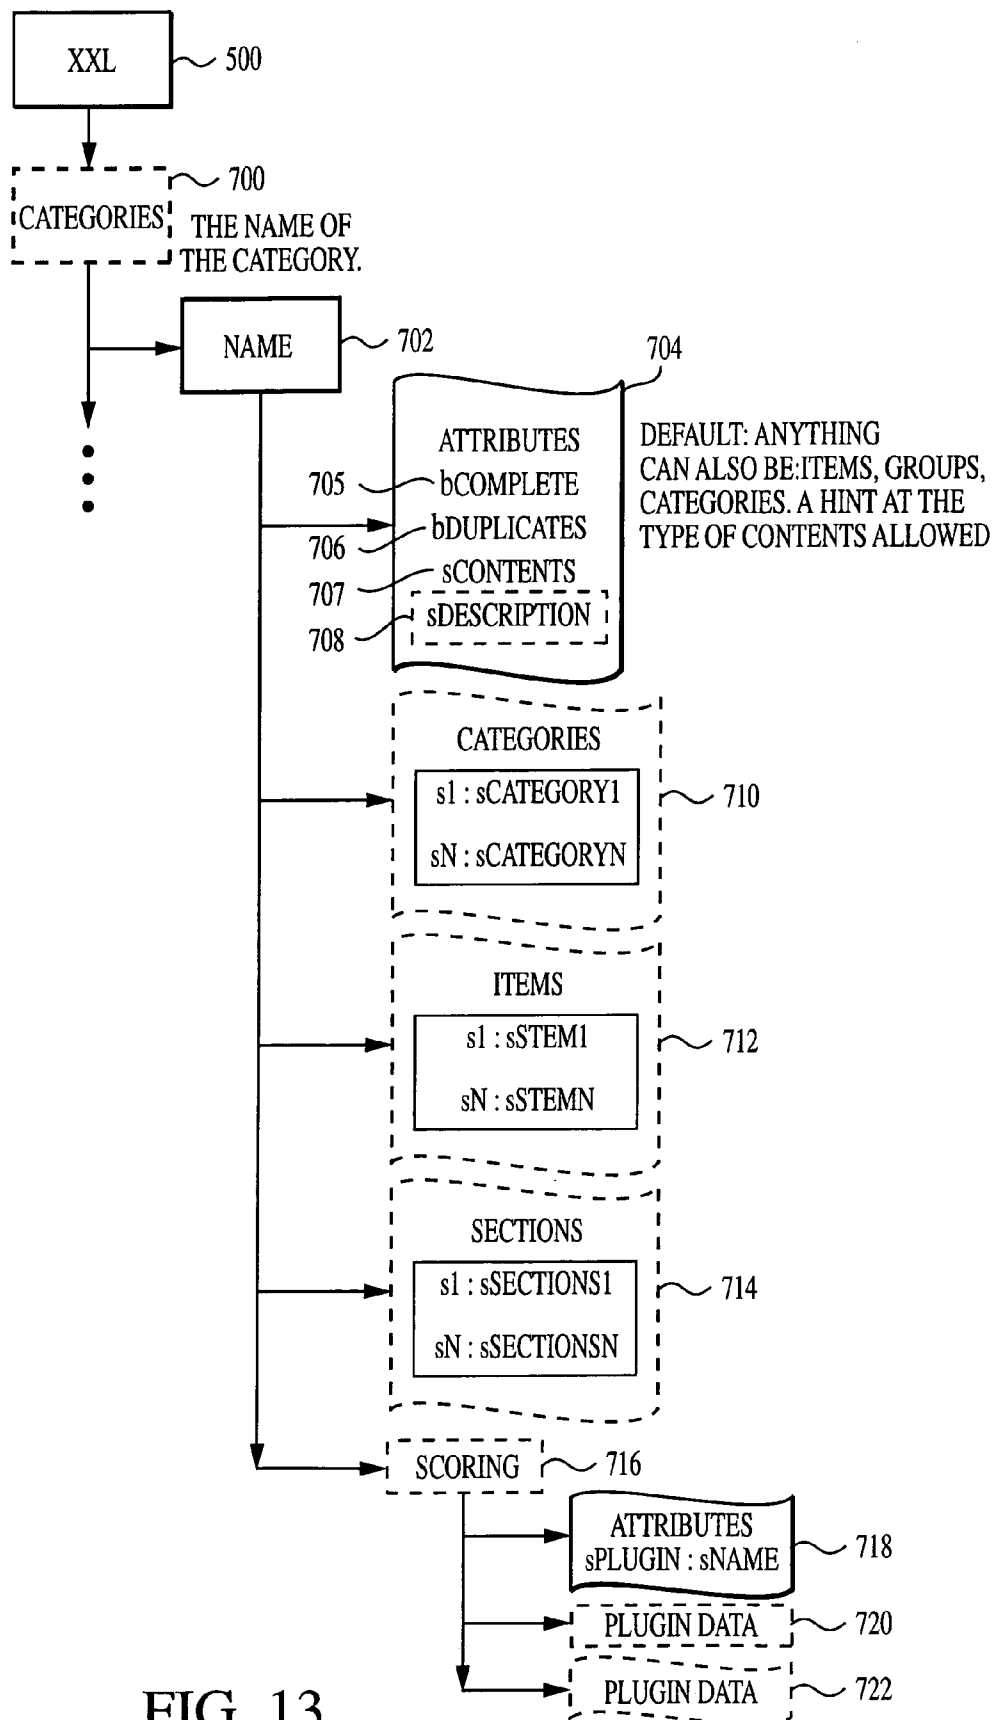 XXL
500
700
CATEGORIES
THE NAME OF
THE CATEGORY.
NAME
702
704
ATTRIBUTES
705
bCOMPLETE
706
bDUPLICATES
707
sCONTENTS
708
sDESCRIPTION
DEFAULT: ANYTHING
CAN ALSO BE:ITEMS, GROUPS,
CATEGORIES. A HINT AT THE
TYPE OF CONTENTS ALLOWED
CATEGORIES
s1 : sCATEGORY1
sN : sCATEGORYN
710
ITEMS
s1 : sSTEM1
sN : sSTEMN
712
SECTIONS
s1 : sSECTIONS1
sN : sSECTIONSN
714
SCORING
716
ATTRIBUTES
sPLUGIN : sNAME
718
PLUGIN DATA
720
PLUGIN DATA
722
FIG. 13